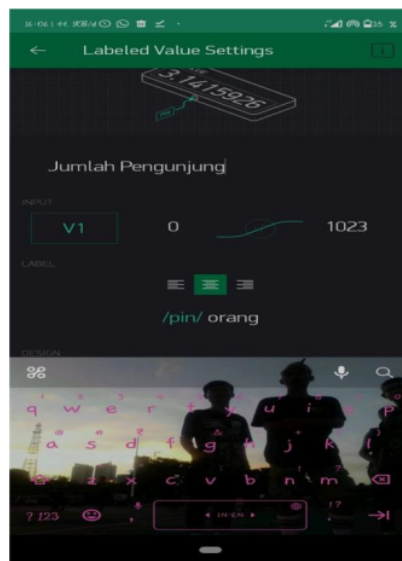 Labeled Value Settings
3.1415926
Jumlah Pengunjung
INPUT
V1 0 1023
LABEL
/pin/ orang
DESIGN
q w e r t y u i o p
a s d f g h j k l
z x c v b n m
? 123 , IN-EN . !?